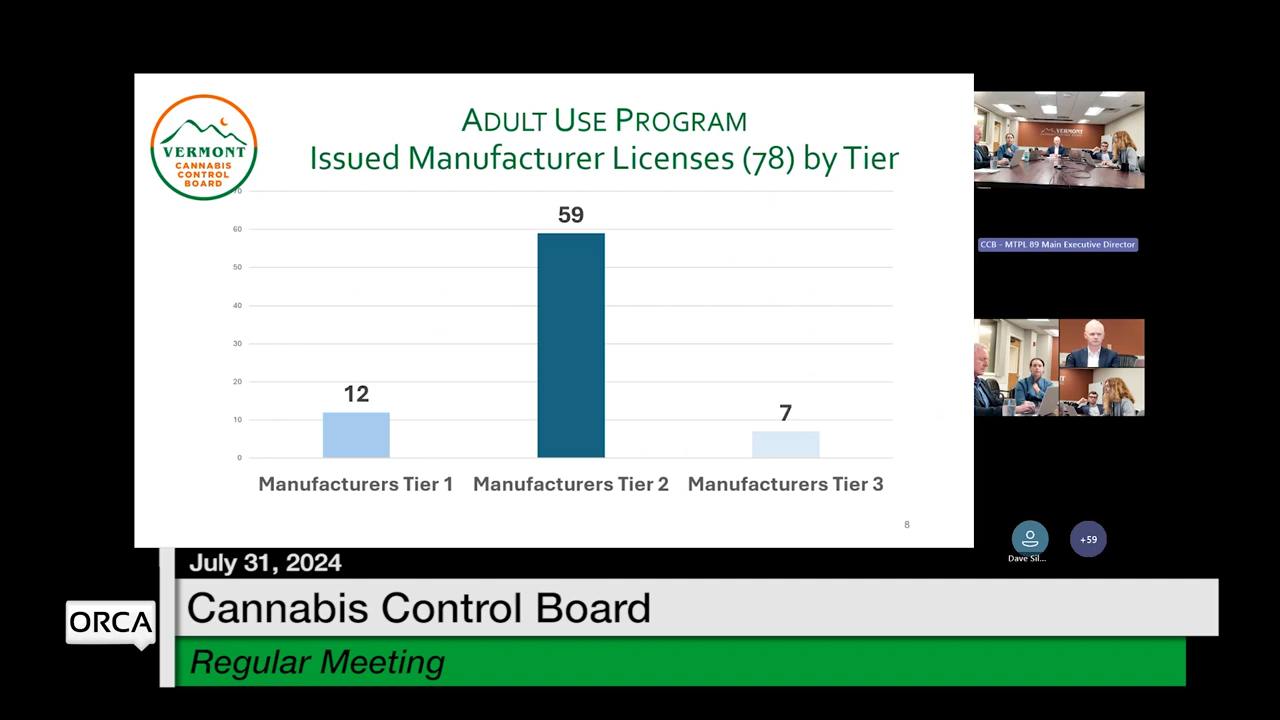 ADULT USE PROGRAM
Issued Manufacturer Licenses (78) by Tier
VERMONT
CANNABIS
CONTROL
BOARD
70
60
50
40
30
20
10
0
12
59
7
Manufacturers Tier 1
Manufacturers Tier 2
Manufacturers Tier 3
8
VERMONT
CCB - MTPL 89 Main Executive Director
Dave Sil...
+59
July 31, 2024
ORCA
Cannabis Control Board
Regular Meeting